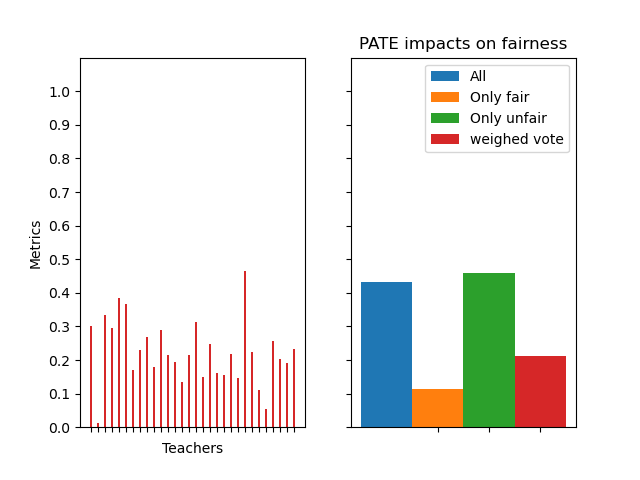 PATE impacts on fairness
Metrics
1.0
0.9
0.8
0.7
0.6
0.5
0.4
0.3
0.2
0.1
0.0
Teachers
All
Only fair
Only unfair
weighed vote